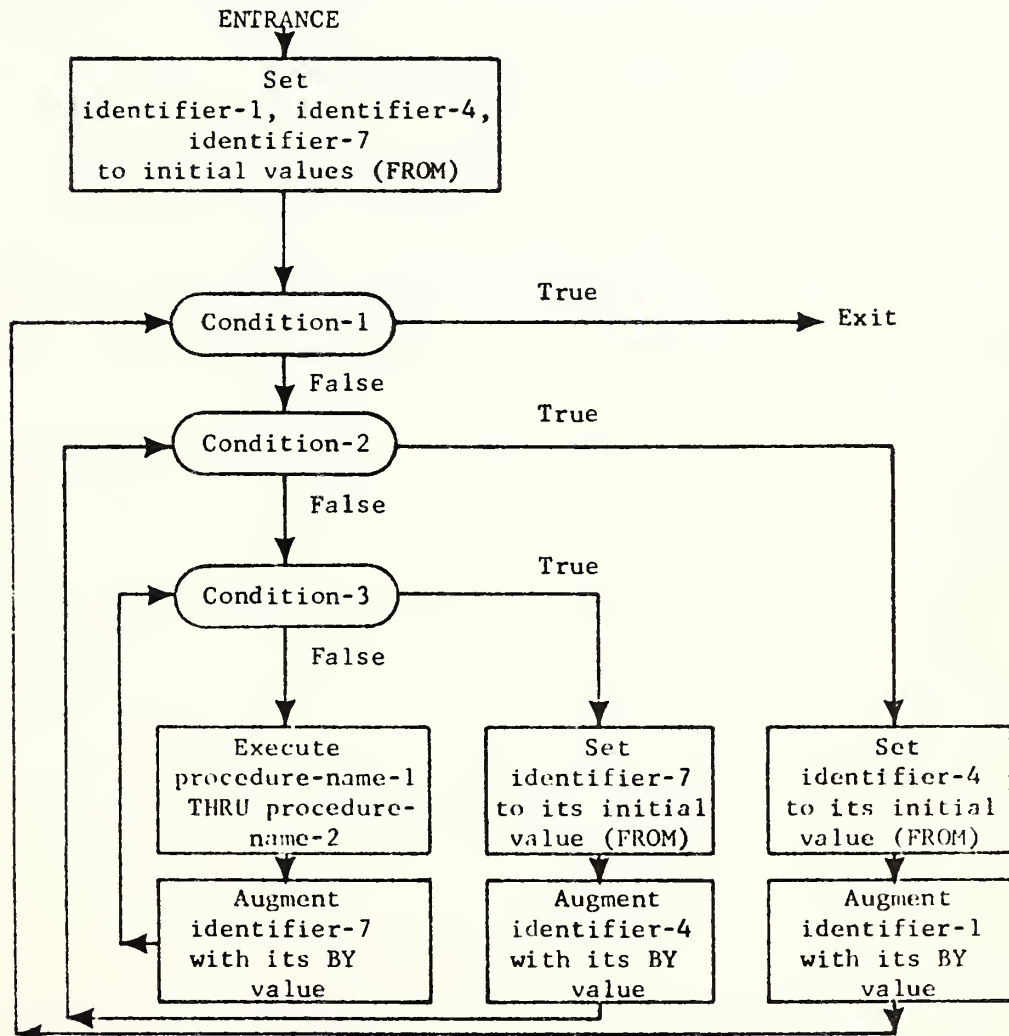 ENTRANCE
Set
identifier-1, identifier-4,
identifier-7
to initial values (FROM)
True
Condition-1
Exit
False
True
Condition-2
False
True
Condition-3
False
Execute
procedure-name-1
THRU procedure-
name-2
Set
identifier-7
to its initial
value (FROM)
Set
identifier-4
to its initial
value (FROM)
Augment
identifier-7
with its BY
value
Augment
identifier-4
with its BY
value
Augment
identifier-1
with its BY
value